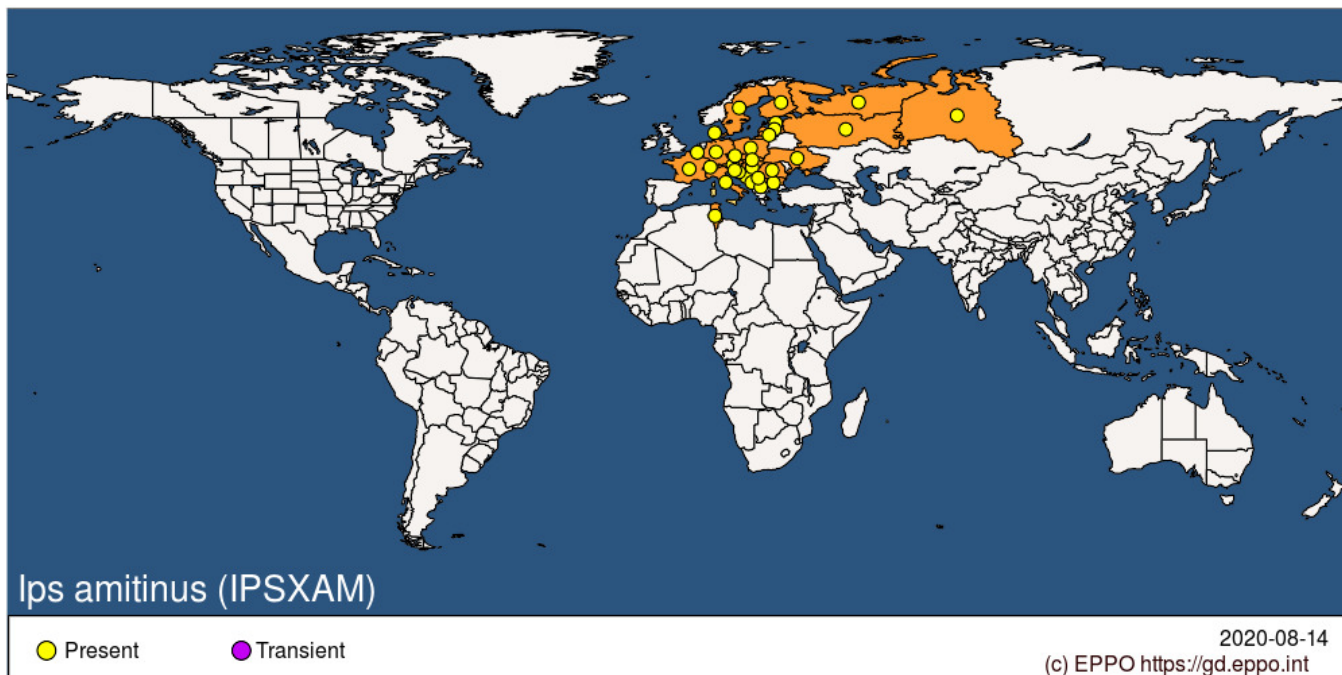 Ips amitinus (IPSXAM)
Present
Transient
2020-08-14
(c) EPPO https://gd.eppo.int